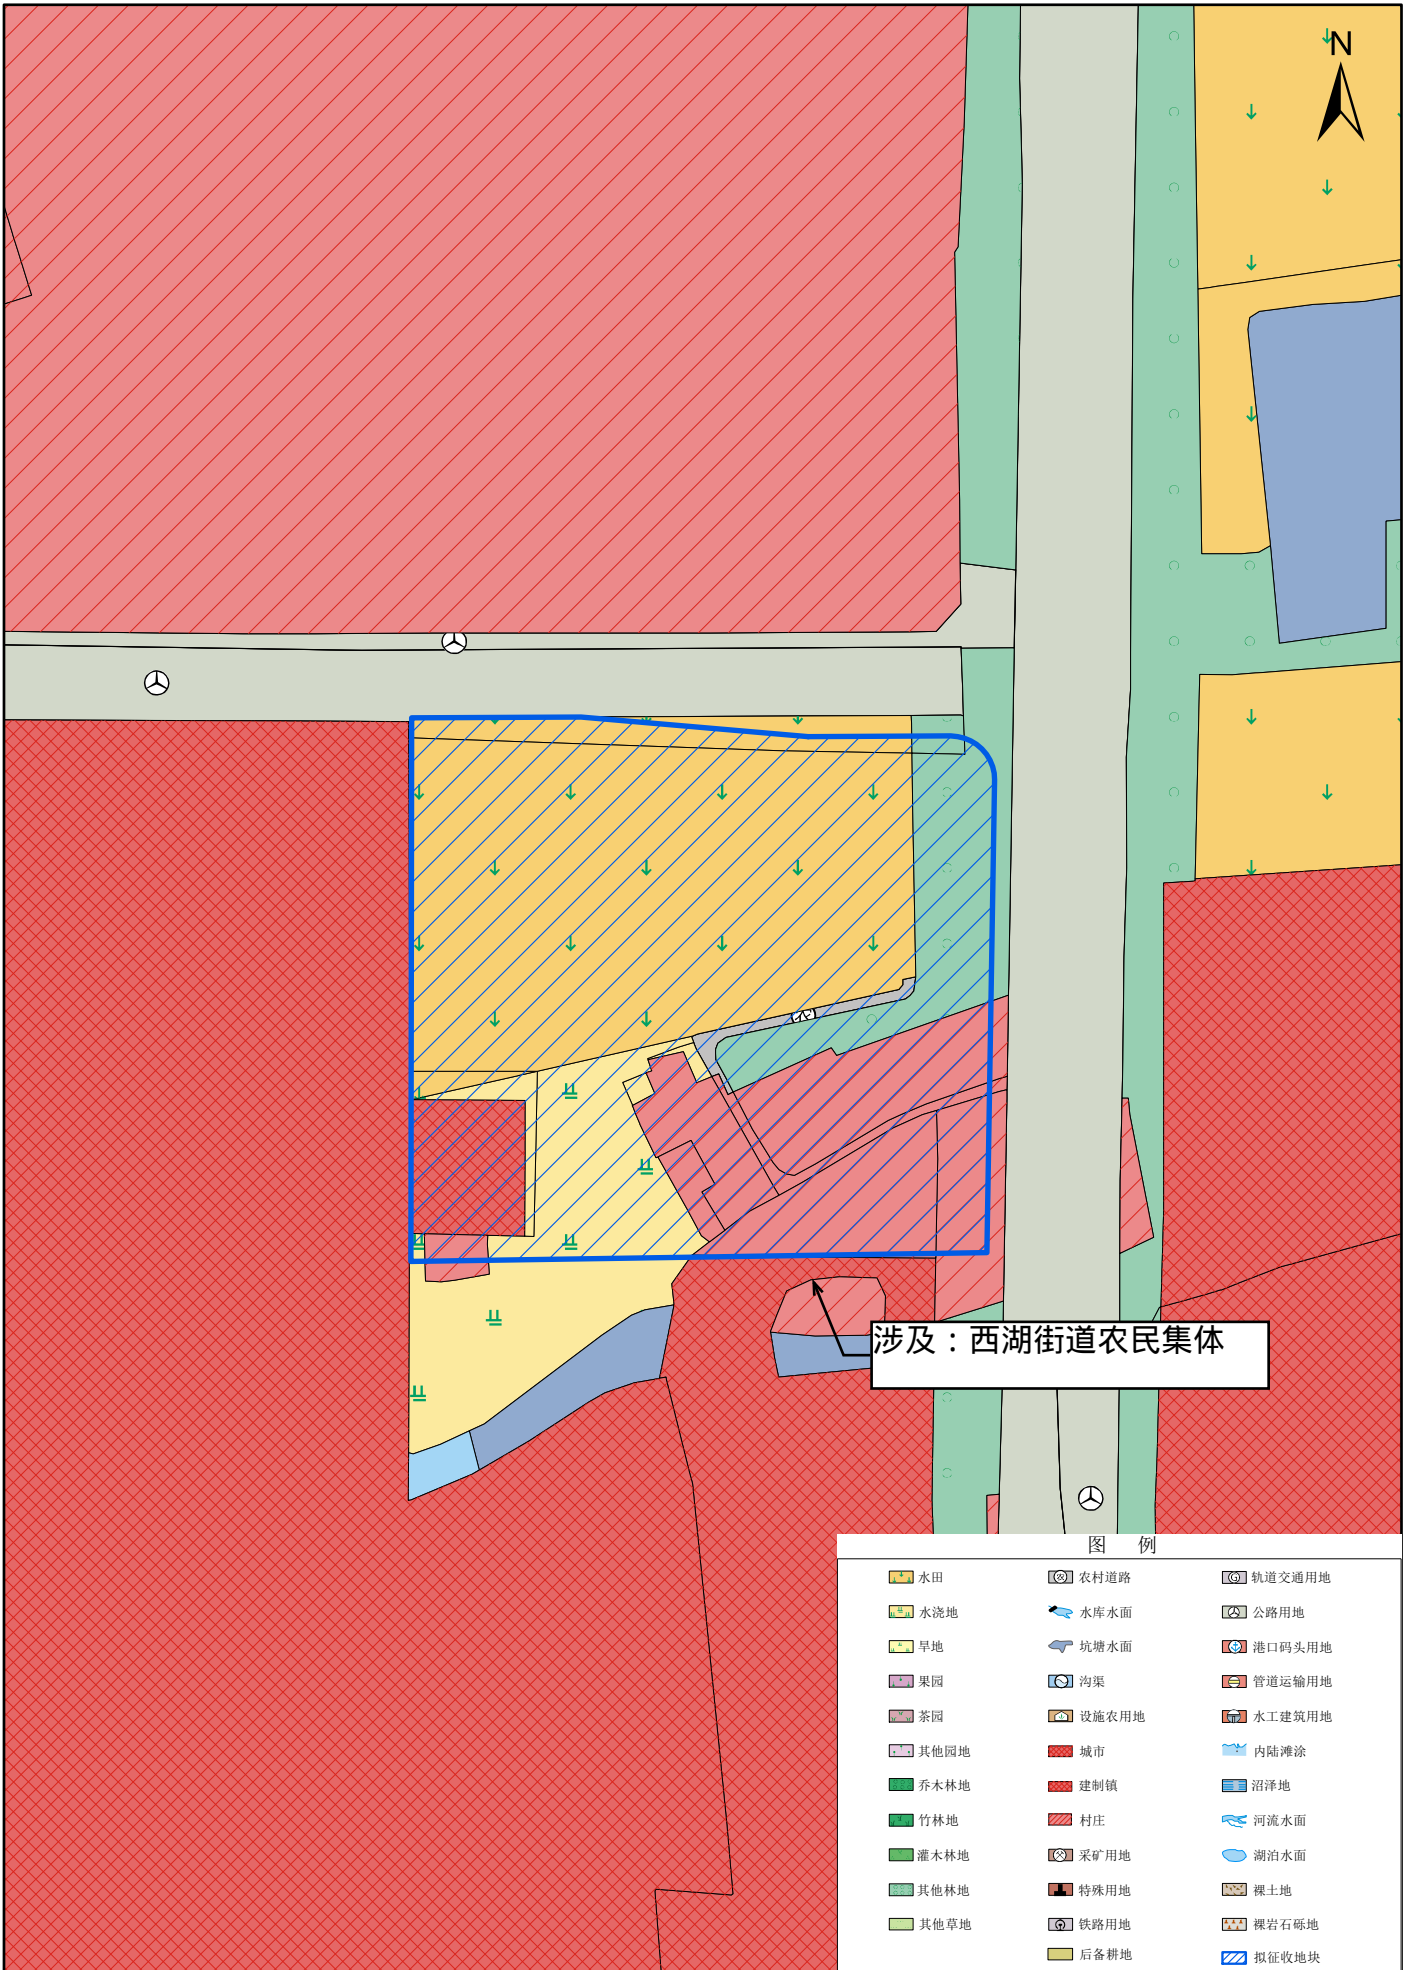 N
涉及：西湖街道农民集体
图 例
水田 农村道路 轨道交通用地
水浇地 水库水面 公路用地
旱地 坑塘水面 港口码头用地
果园 沟渠 管道运输用地
茶园 设施农用地 水工建筑用地
其他园地 城市 内陆滩涂
乔木林地 建制镇 沼泽地
竹林地 村庄 河流水面
灌木林地 采矿用地 湖泊水面
其他林地 特殊用地 裸土地
其他草地 铁路用地 裸岩石砾地
后备耕地 拟征收地块